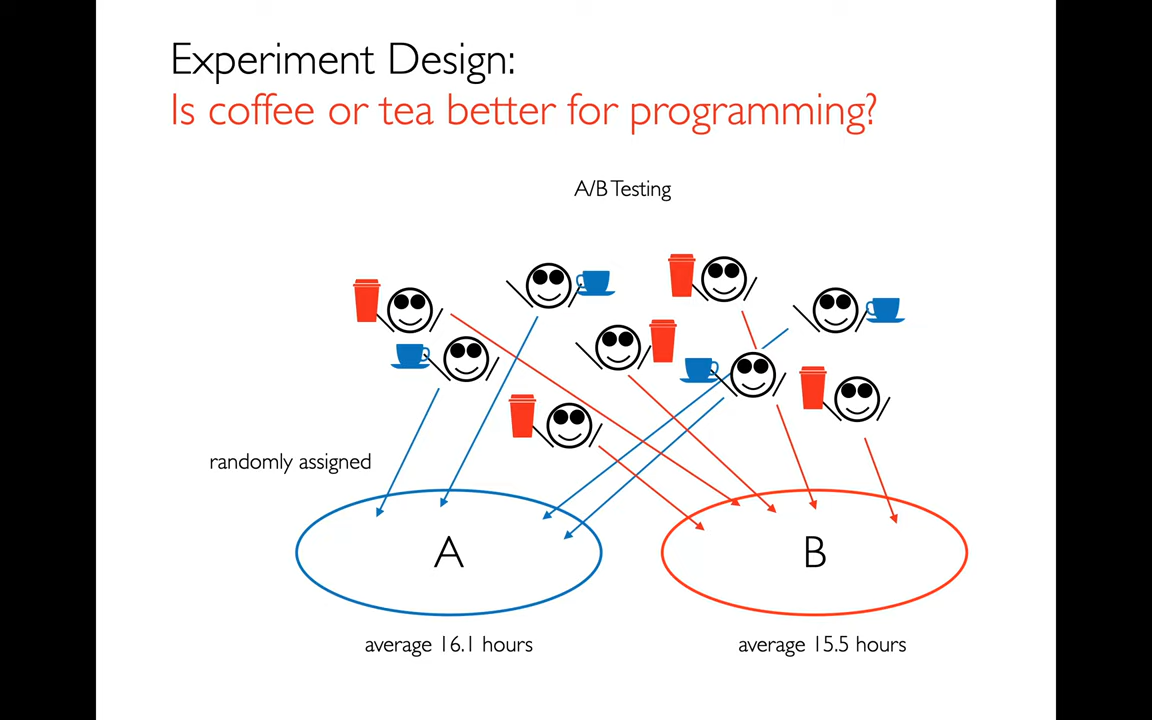 Experiment Design:
Is coffee or tea better for programming?
A/B Testing
randomly assigned
A
B
average 16.1 hours
average 15.5 hours